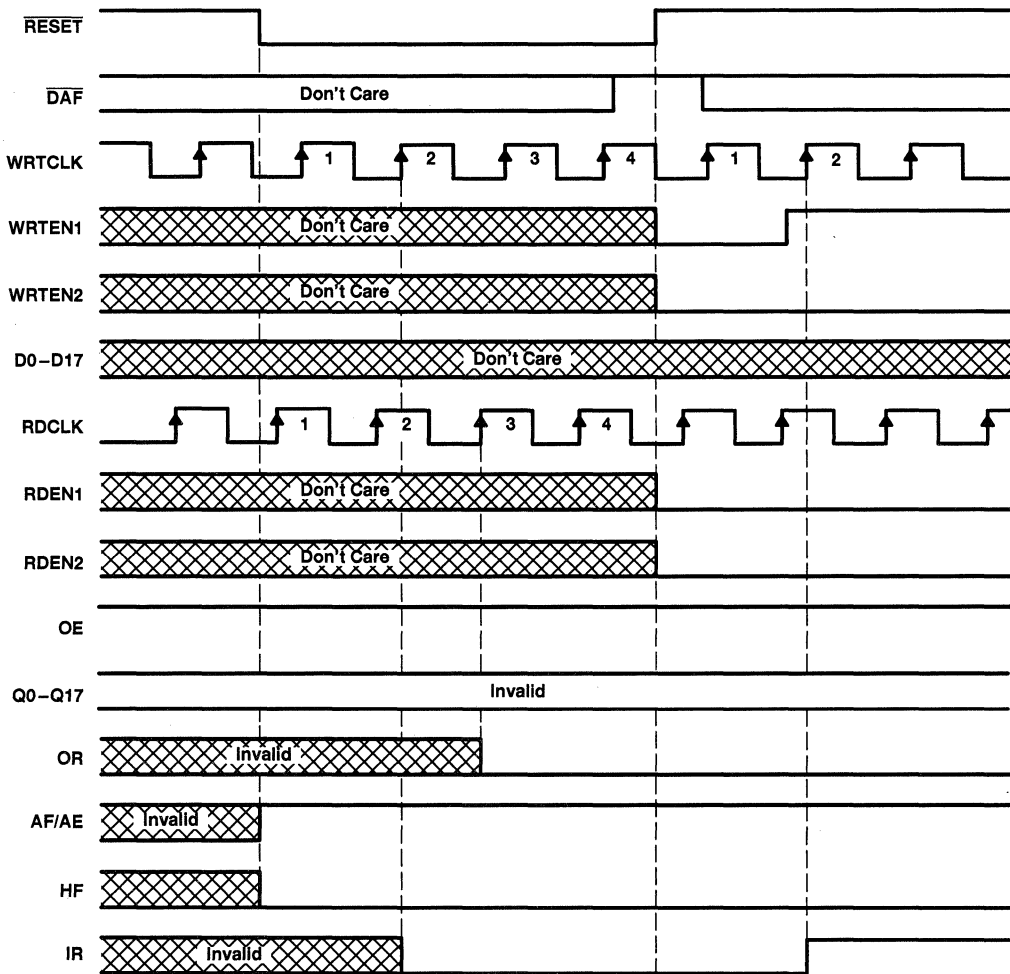 RESET
DAF Don't Care
WRTCLK 1 2 3 4 1 2
WRTEN1 Don't Care
WRTEN2 Don't Care
D0–D17 Don't Care
RDCLK 1 2 3 4
RDEN1 Don't Care
RDEN2 Don't Care
OE
Q0–Q17 Invalid
OR Invalid
AF/AE Invalid
HF
IR Invalid